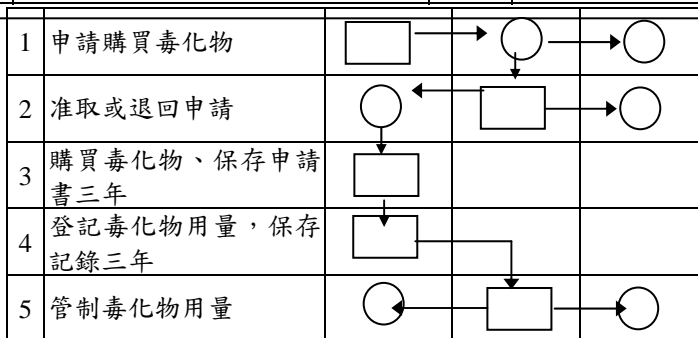 1 申請購買毒化物
2 准取或退回申請
3 購買毒化物、保存申請
書三年
4 登記毒化物用量，保存
記錄三年
5 管制毒化物用量